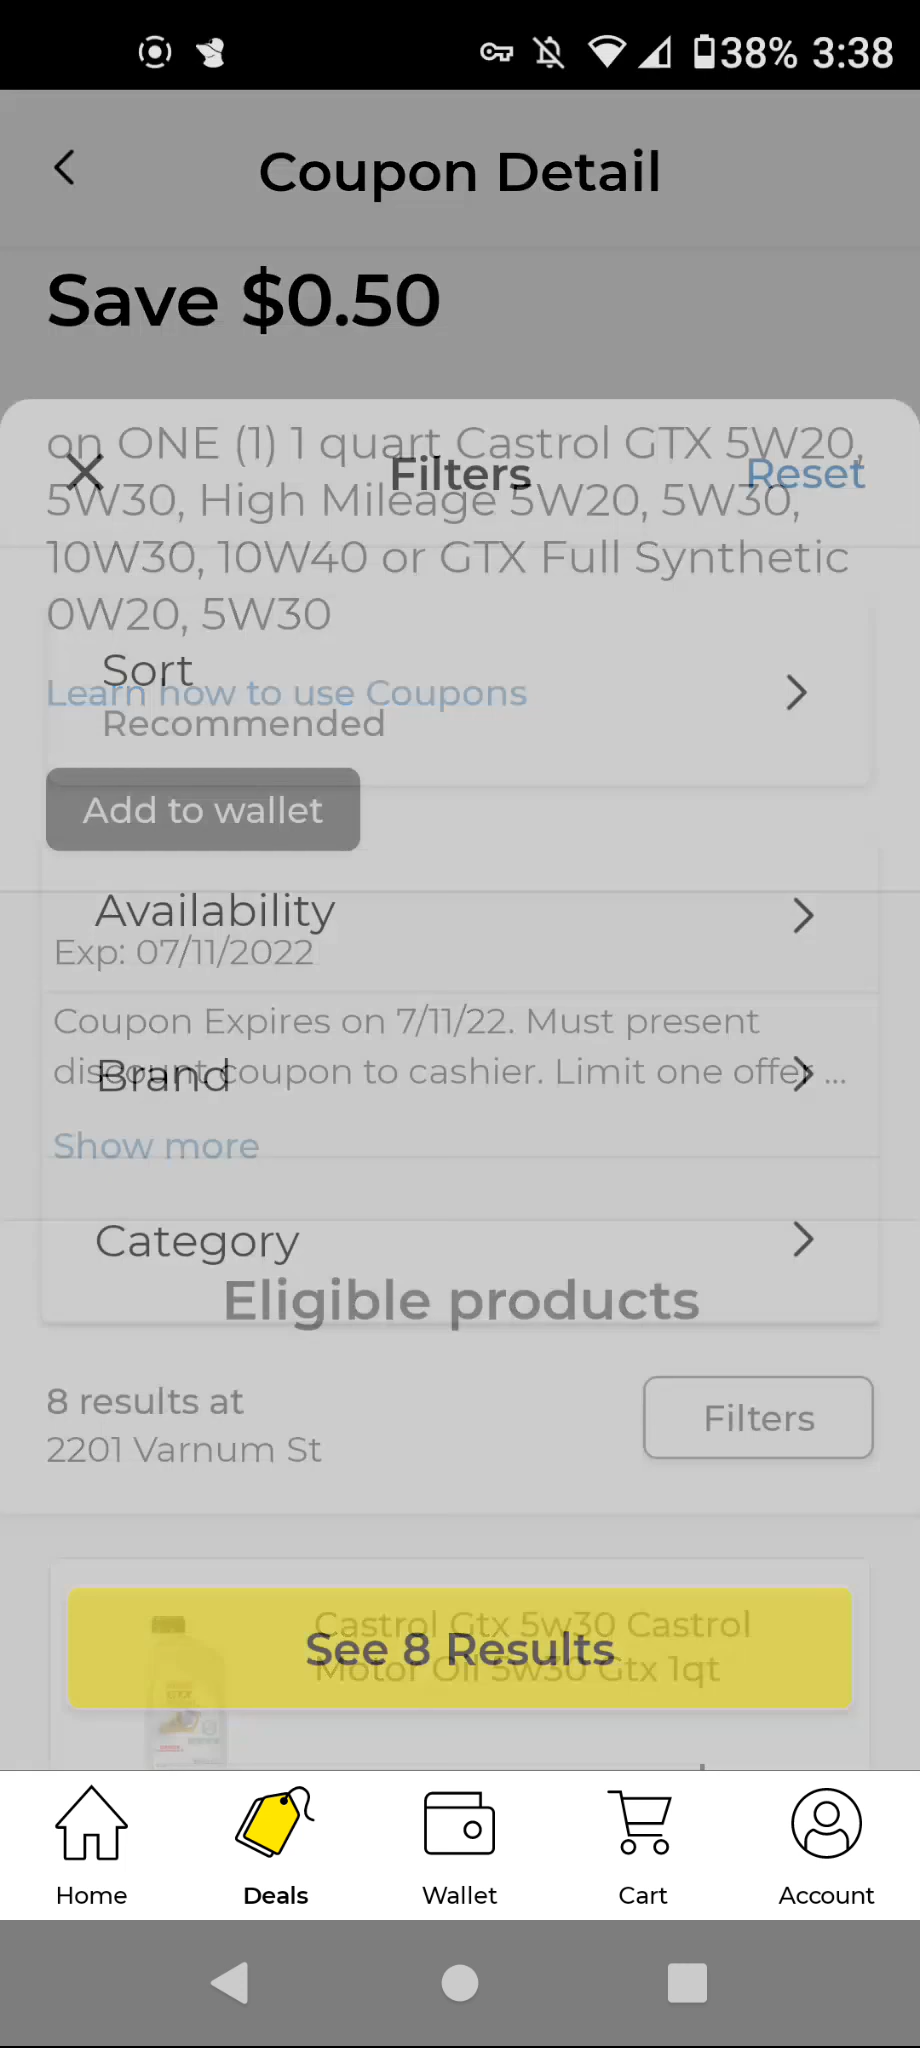 38% 3:38
Coupon Detail
Save $0.50
on ONE (1) 1 quart Castrol GTX 5W20,
5W30, High Mileage 5W20, 5W30,
10W30, 10W40 or GTX Full Synthetic
0W20, 5W30
Filters
Reset
Sort
Learn how to use Coupons
Recommended
Add to wallet
Availability
Exp: 07/11/2022
Coupon Expires on 7/11/22. Must present
discount coupon to cashier. Limit one offer ...
Brand
Show more
Category
Eligible products
8 results at
2201 Varnum St
Filters
Castrol Gtx 5w30 Castrol
Motor Oil 5w30 Gtx 1qt
See 8 Results
Home
Deals
Wallet
Cart
Account